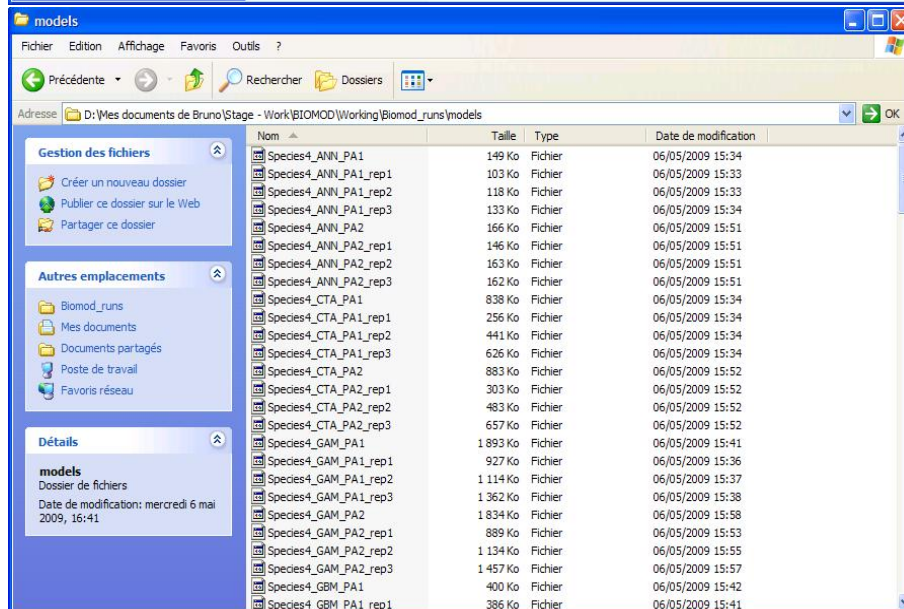 models
Fichier Edition Affichage Favoris Outils ?
Précédente Rechercher Dossiers
Adresse D:\Mes documents de Bruno\Stage - Work\BIOMOD\Working\Biomod_runs\models OK
Gestion des fichiers
Créer un nouveau dossier
Publier ce dossier sur le Web
Partager ce dossier
Autres emplacements
Biomod_runs
Mes documents
Documents partagés
Poste de travail
Favoris réseau
Détails
models
Dossier de fichiers
Date de modification: mercredi 6 mai
2009, 16:41
Nom Taille Type Date de modification
Species4_ANN_PA1 149 Ko Fichier 06/05/2009 15:34
Species4_ANN_PA1_rep1 103 Ko Fichier 06/05/2009 15:33
Species4_ANN_PA1_rep2 118 Ko Fichier 06/05/2009 15:33
Species4_ANN_PA1_rep3 133 Ko Fichier 06/05/2009 15:34
Species4_ANN_PA2 166 Ko Fichier 06/05/2009 15:51
Species4_ANN_PA2_rep1 146 Ko Fichier 06/05/2009 15:51
Species4_ANN_PA2_rep2 163 Ko Fichier 06/05/2009 15:51
Species4_ANN_PA2_rep3 162 Ko Fichier 06/05/2009 15:51
Species4_CTA_PA1 838 Ko Fichier 06/05/2009 15:34
Species4_CTA_PA1_rep1 256 Ko Fichier 06/05/2009 15:34
Species4_CTA_PA1_rep2 441 Ko Fichier 06/05/2009 15:34
Species4_CTA_PA1_rep3 626 Ko Fichier 06/05/2009 15:34
Species4_CTA_PA2 883 Ko Fichier 06/05/2009 15:52
Species4_CTA_PA2_rep1 303 Ko Fichier 06/05/2009 15:52
Species4_CTA_PA2_rep2 483 Ko Fichier 06/05/2009 15:52
Species4_CTA_PA2_rep3 657 Ko Fichier 06/05/2009 15:52
Species4_GAM_PA1 1 893 Ko Fichier 06/05/2009 15:41
Species4_GAM_PA1_rep1 927 Ko Fichier 06/05/2009 15:36
Species4_GAM_PA1_rep2 1 114 Ko Fichier 06/05/2009 15:37
Species4_GAM_PA1_rep3 1 362 Ko Fichier 06/05/2009 15:38
Species4_GAM_PA2 1 834 Ko Fichier 06/05/2009 15:58
Species4_GAM_PA2_rep1 889 Ko Fichier 06/05/2009 15:53
Species4_GAM_PA2_rep2 1 134 Ko Fichier 06/05/2009 15:55
Species4_GAM_PA2_rep3 1 457 Ko Fichier 06/05/2009 15:57
Species4_GBM_PA1 400 Ko Fichier 06/05/2009 15:42
Species4_GBM_PA1_rep1 386 Ko Fichier 06/05/2009 15:41